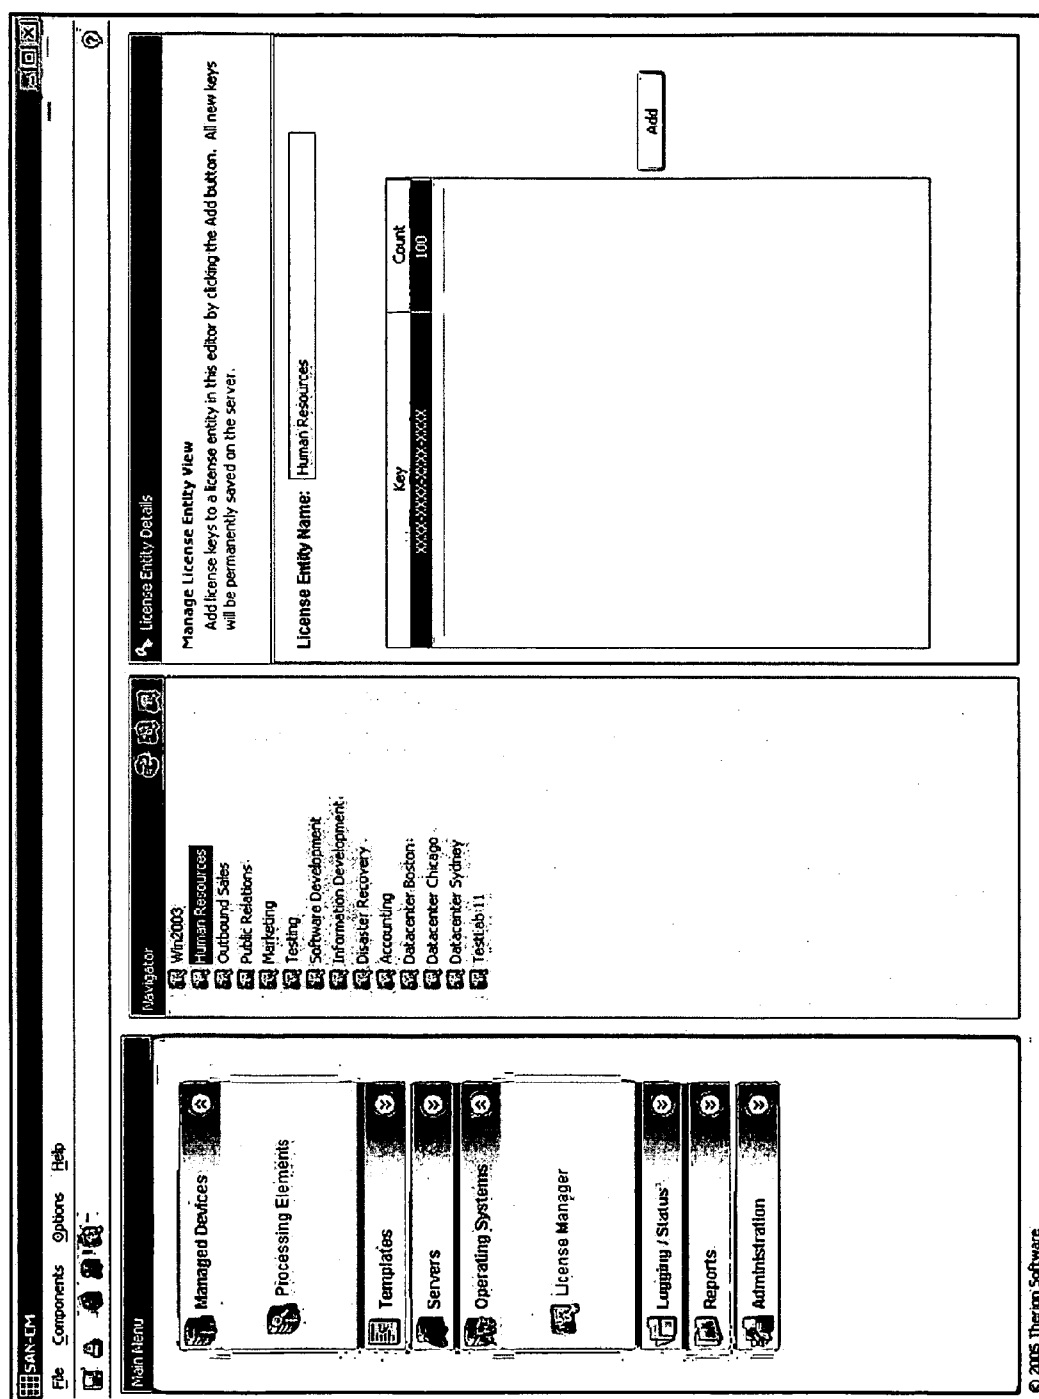 SAN-EM
File Components Options Help
Main Menu
Managed Devices
Processing Elements
Templates
Servers
Operating Systems
License Manager
Logging / Status
Reports
Administration
Navigator
Win2003
Human Resources
Outbound Sales
Public Relations
Marketing
Testing
Software Development
Information Development
Disaster Recovery
Accounting
Datacenter Boston
Datacenter Chicago
Datacenter Sydney
TestLab 11
License Entity Details
Manage License Entity View
Add license keys to a license entity in this editor by clicking the Add button. All new keys
will be permanently saved on the server.
License Entity Name: Human Resources
Key Count
XXXX-XXXX-XXXX-XXXX 100
Add
© 2005 Therion Software